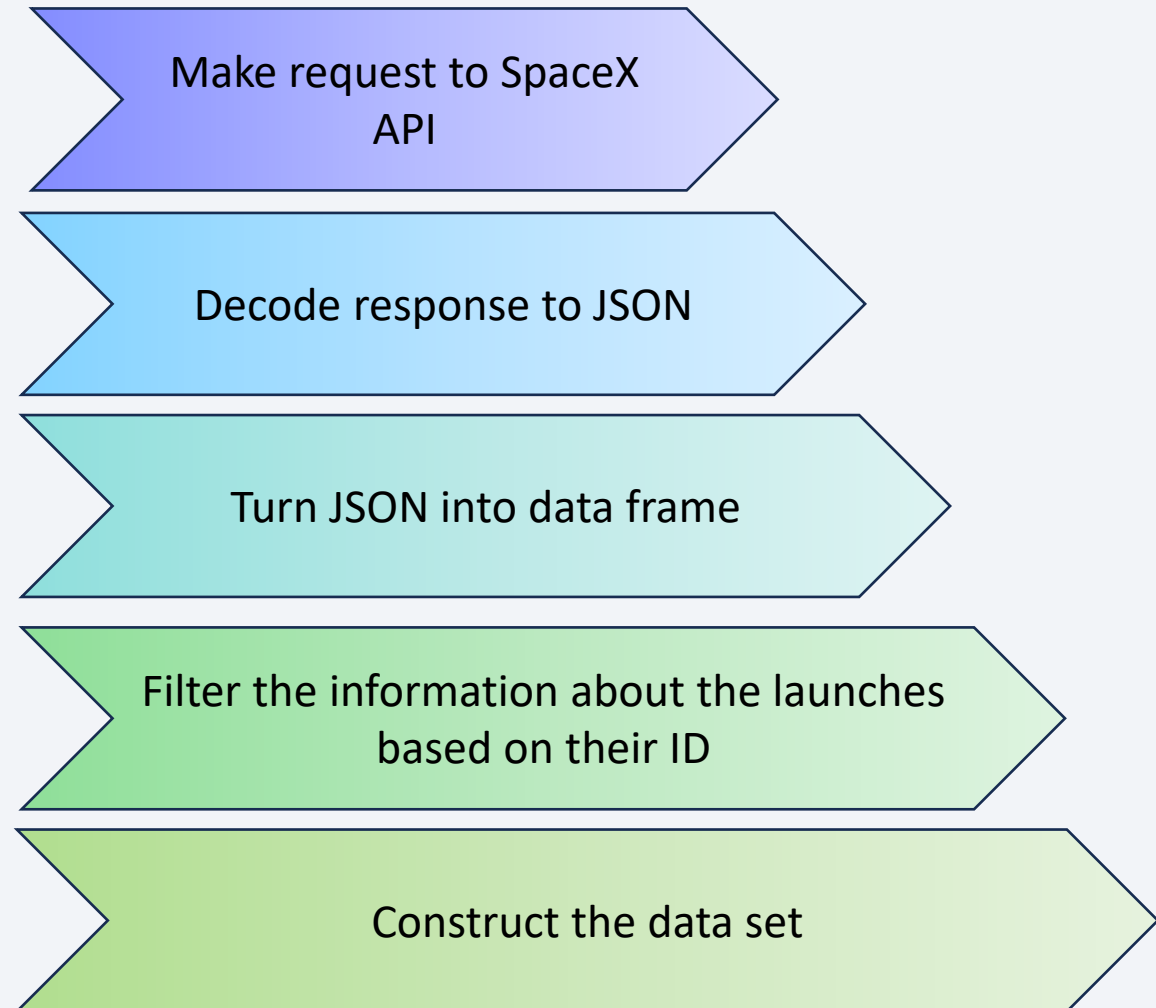 Make request to SpaceX
API
Decode response to JSON
Turn JSON into data frame
Filter the information about the launches
based on their ID
Construct the data set